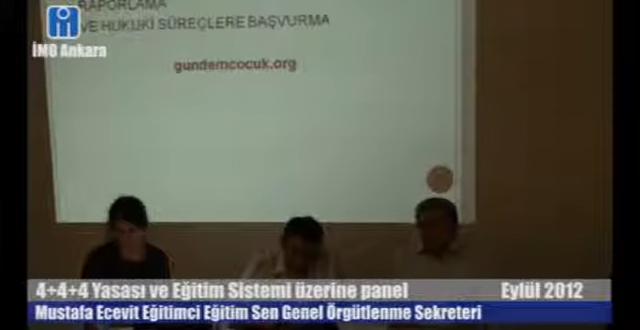 RAPORLAMA
VE HUKUKİ SÜREÇLERE BAŞVURMA
İMO Ankara
gundemcocuk.org
4+4+4 Yasası ve Eğitim Sistemi üzerine panel Eylül 2012
Mustafa Ecevit Eğitimci Eğitim Sen Genel Örgütlenme Sekreteri